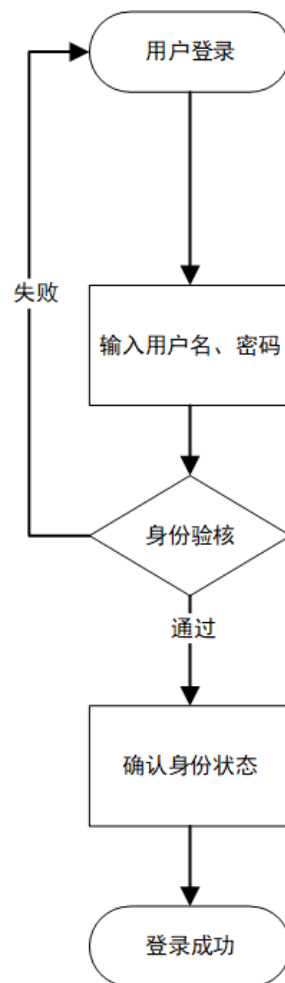 用户登录
失败
输入用户名、密码
身份验核
通过
确认身份状态
登录成功